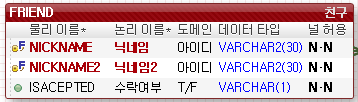 FRIEND 친구
물리 이름* 논리 이름* 도메인 데이터 타입 널 허용
NICKNAME 닉네임 아이디 VARCHAR2(30) N·N
NICKNAME2 닉네임2 아이디 VARCHAR2(30) N·N
ISACEPTED 수락여부 T/F VARCHAR(1) N·N